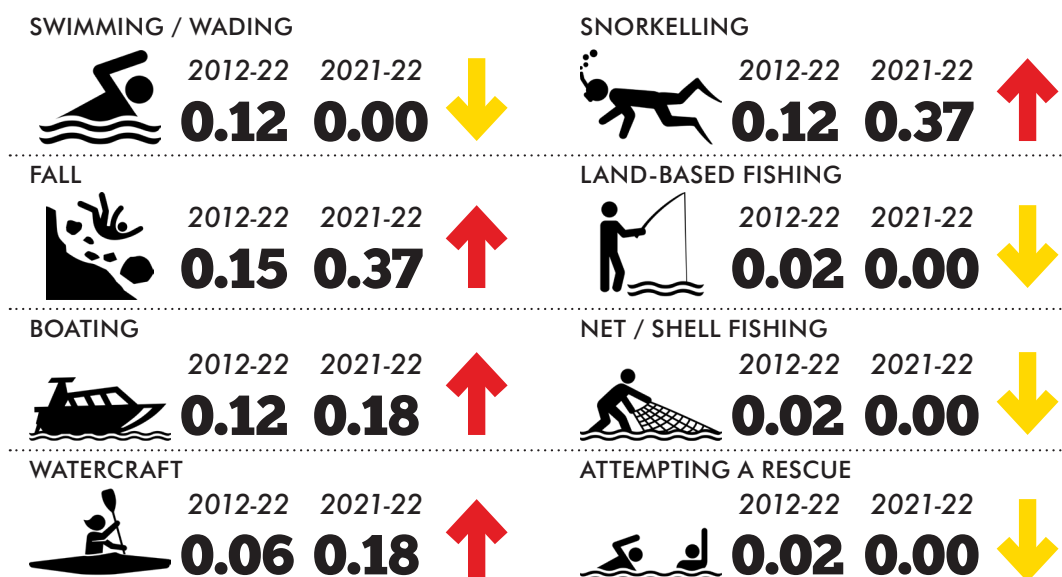 SWIMMING / WADING
2012-22 2021-22
0.12 0.00
SNORKELLING
2012-22 2021-22
0.12 0.37
FALL
2012-22 2021-22
0.15 0.37
LAND-BASED FISHING
2012-22 2021-22
0.02 0.00
BOATING
2012-22 2021-22
0.12 0.18
NET / SHELL FISHING
2012-22 2021-22
0.02 0.00
WATERCRAFT
2012-22 2021-22
0.06 0.18
ATTEMPTING A RESCUE
2012-22 2021-22
0.02 0.00